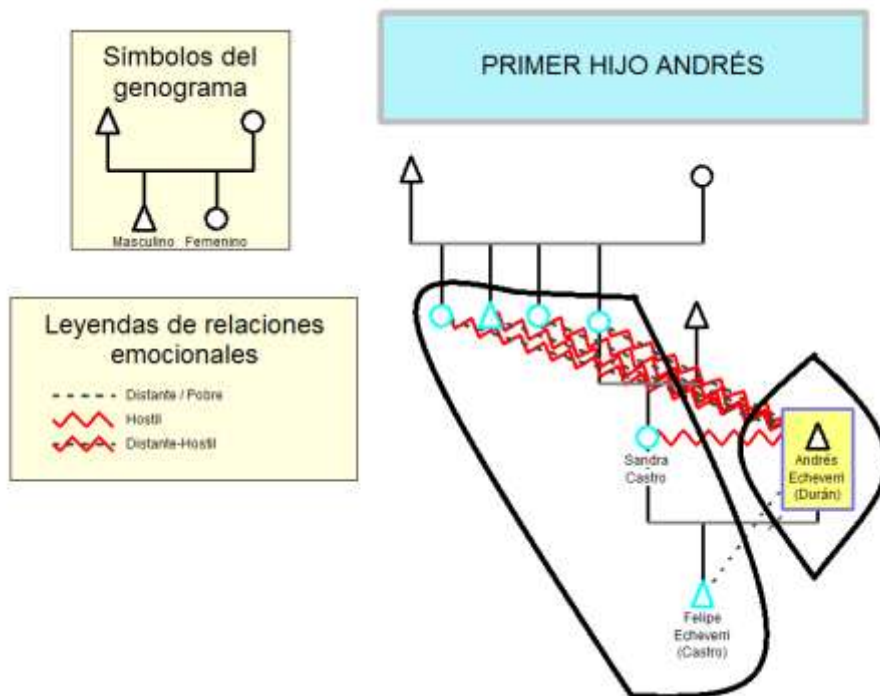 Símbolos del
genograma
Masculino
Femenino
PRIMER HIJO ANDRÉS
Leyendas de relaciones
emocionales
Distante / Pobre
Hostil
Distante-Hostil
Sandra
Castro
Andrés
Echeverri
(Durán)
Felipe
Echeverri
(Castro)